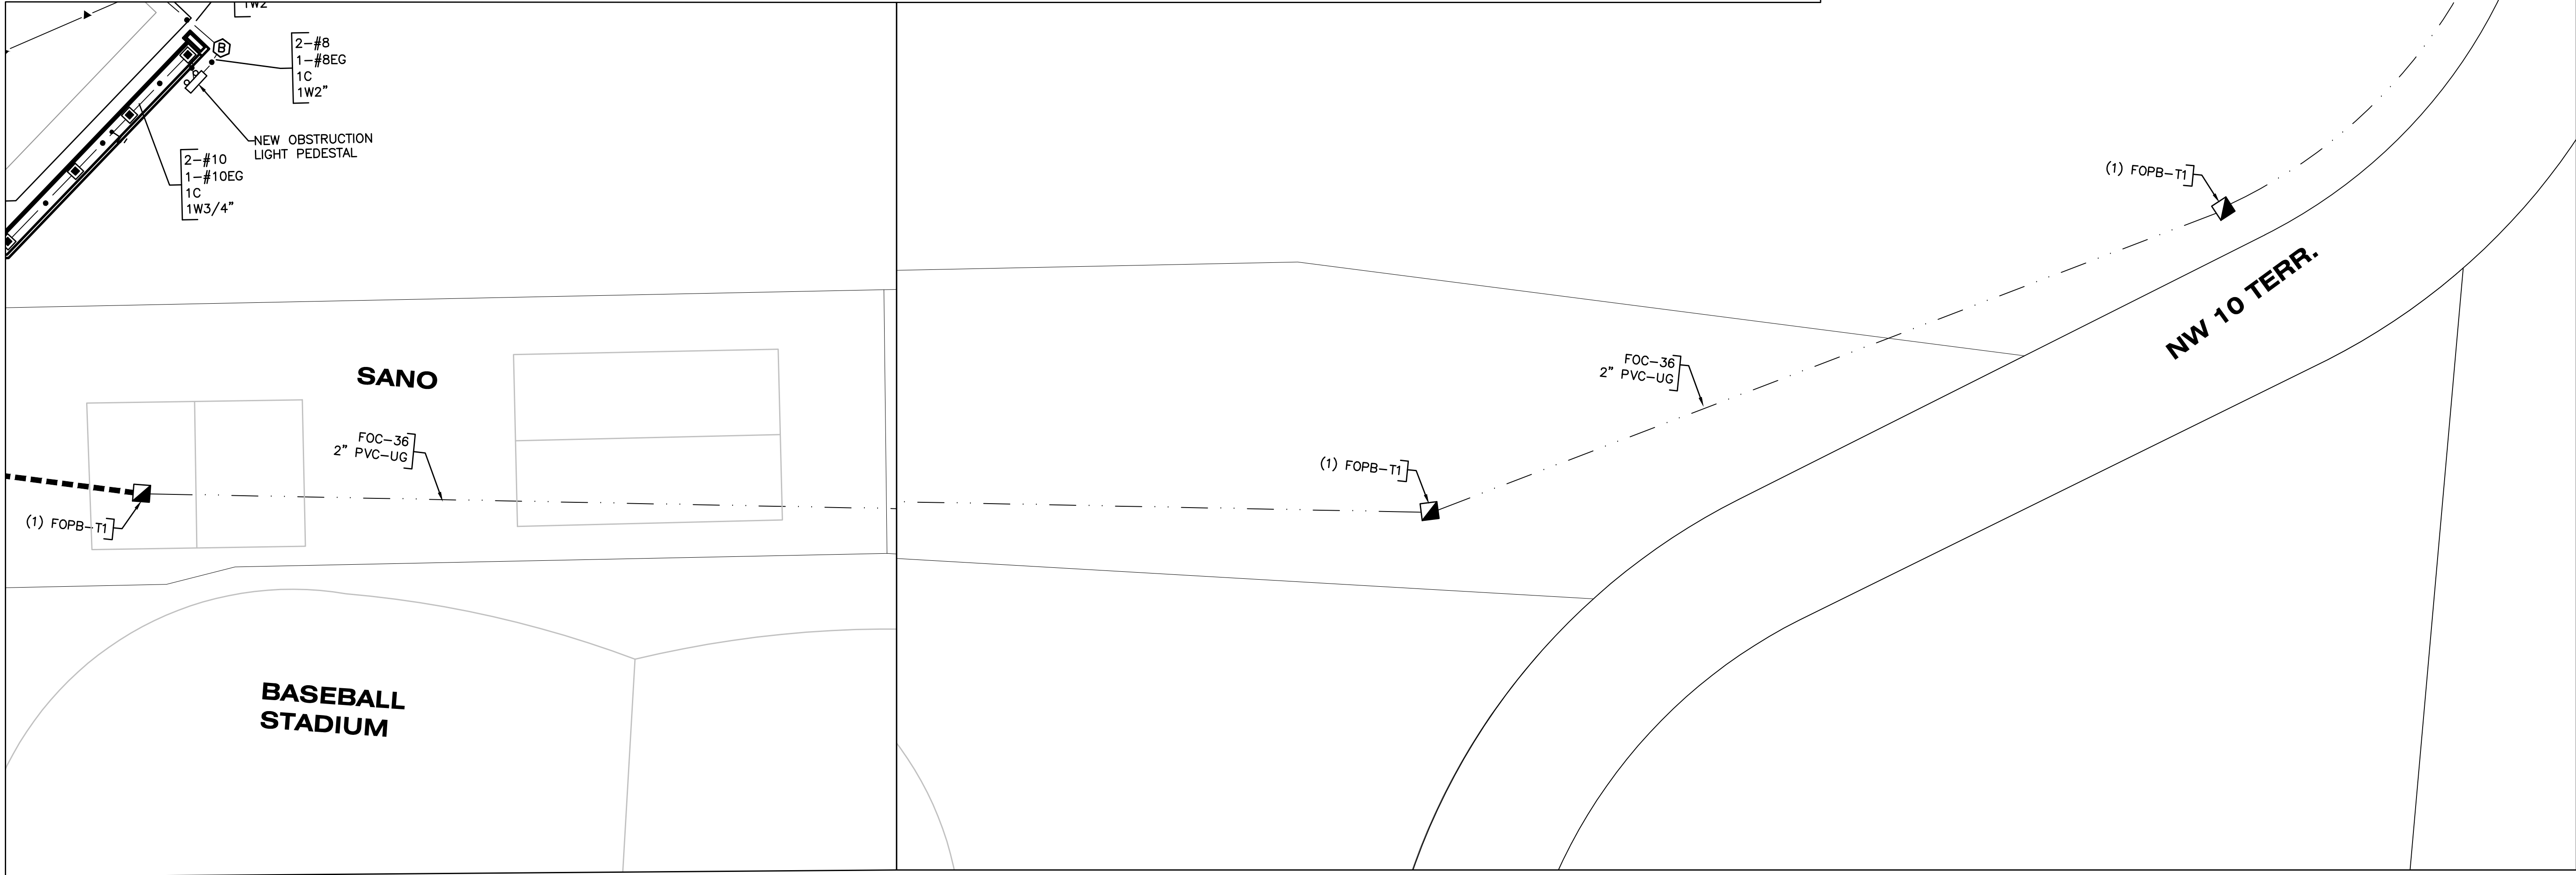 1W2"
B
2-#8
1-#8EG
1C
1W2"
NEW OBSTRUCTION
LIGHT PEDESTAL
2-#10
1-#10EG
1C
1W3/4"
SANO
FOC-36
2" PVC-UG
(1) FOPB-T1
BASEBALL
STADIUM
(1) FOPB-T1
FOC-36
2" PVC-UG
(1) FOPB-T1
NW 10 TERR.